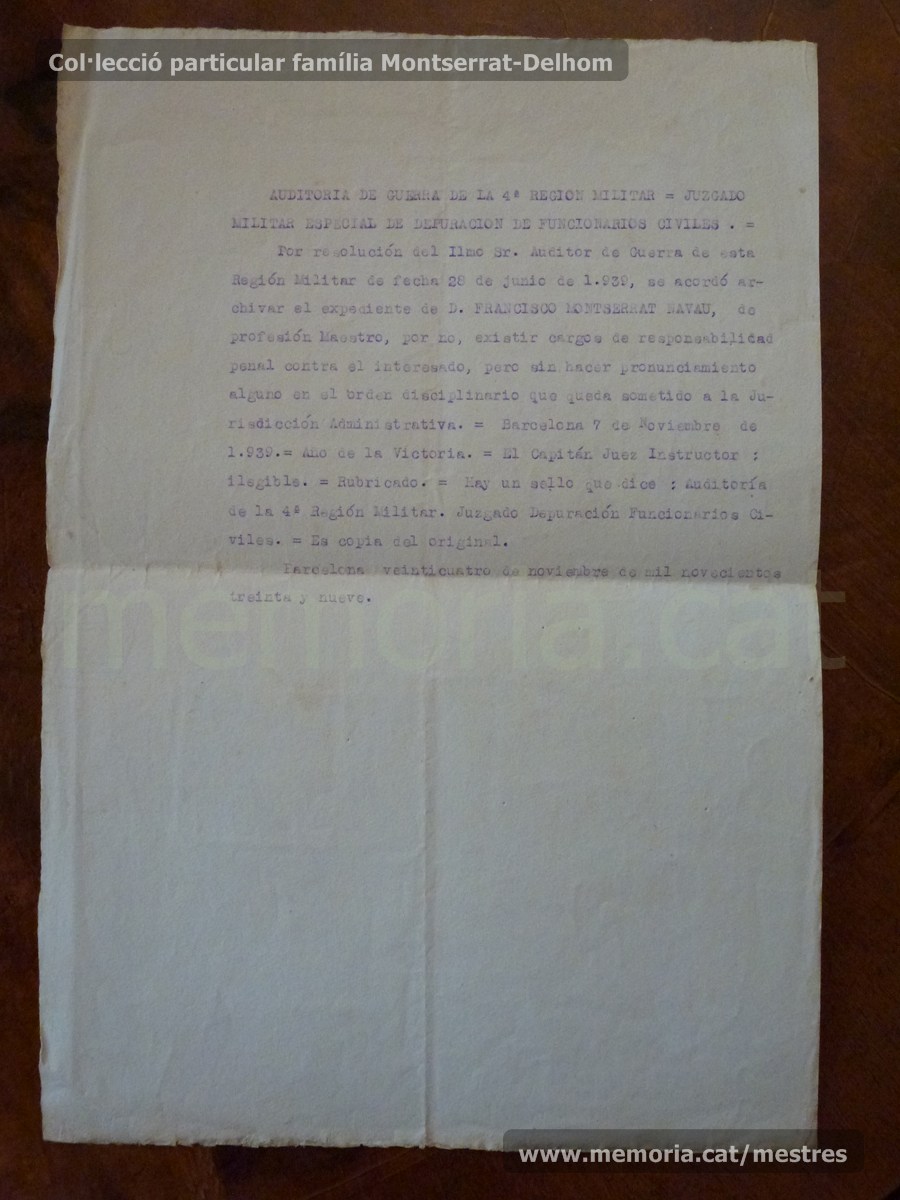 Col·lecció particular família Montserrat-Delhom
AUDITORIA DE GUERRA DE LA 4ª REGION MILITAR = JUZGADO
MILITAR ESPECIAL DE DEPURACION DE FUNCIONARIOS CIVILES . =
Por resolución del Ilmo Sr. Auditor de Guerra de esta
Región Militar de fecha 28 de junio de 1.939, se acordó ar-
chivar el expediente de D. FRANCISCO MONTSERRAT NAVAU, de
profesión Maestro, por no, existir cargos de responsabilidad
penal contra el interesado, pero sin hacer pronunciamiento
alguno en el orden disciplinario que queda sometido a la Ju-
risdicción Administrativa. = Barcelona 7 de Noviembre de
1.939.= Año de la Victoria. = El Capitán Juez Instructor ;
ilegible. = Rubricado. = Hay un sello que dice ; Auditoría
de la 4ª Región Militar. Juzgado Depuración Funcionarios Ci-
viles. = Es copia del original.
Barcelona veinticuatro de noviembre de mil novecientos
treinta y nueve.
memoria.cat
www.memoria.cat/mestres